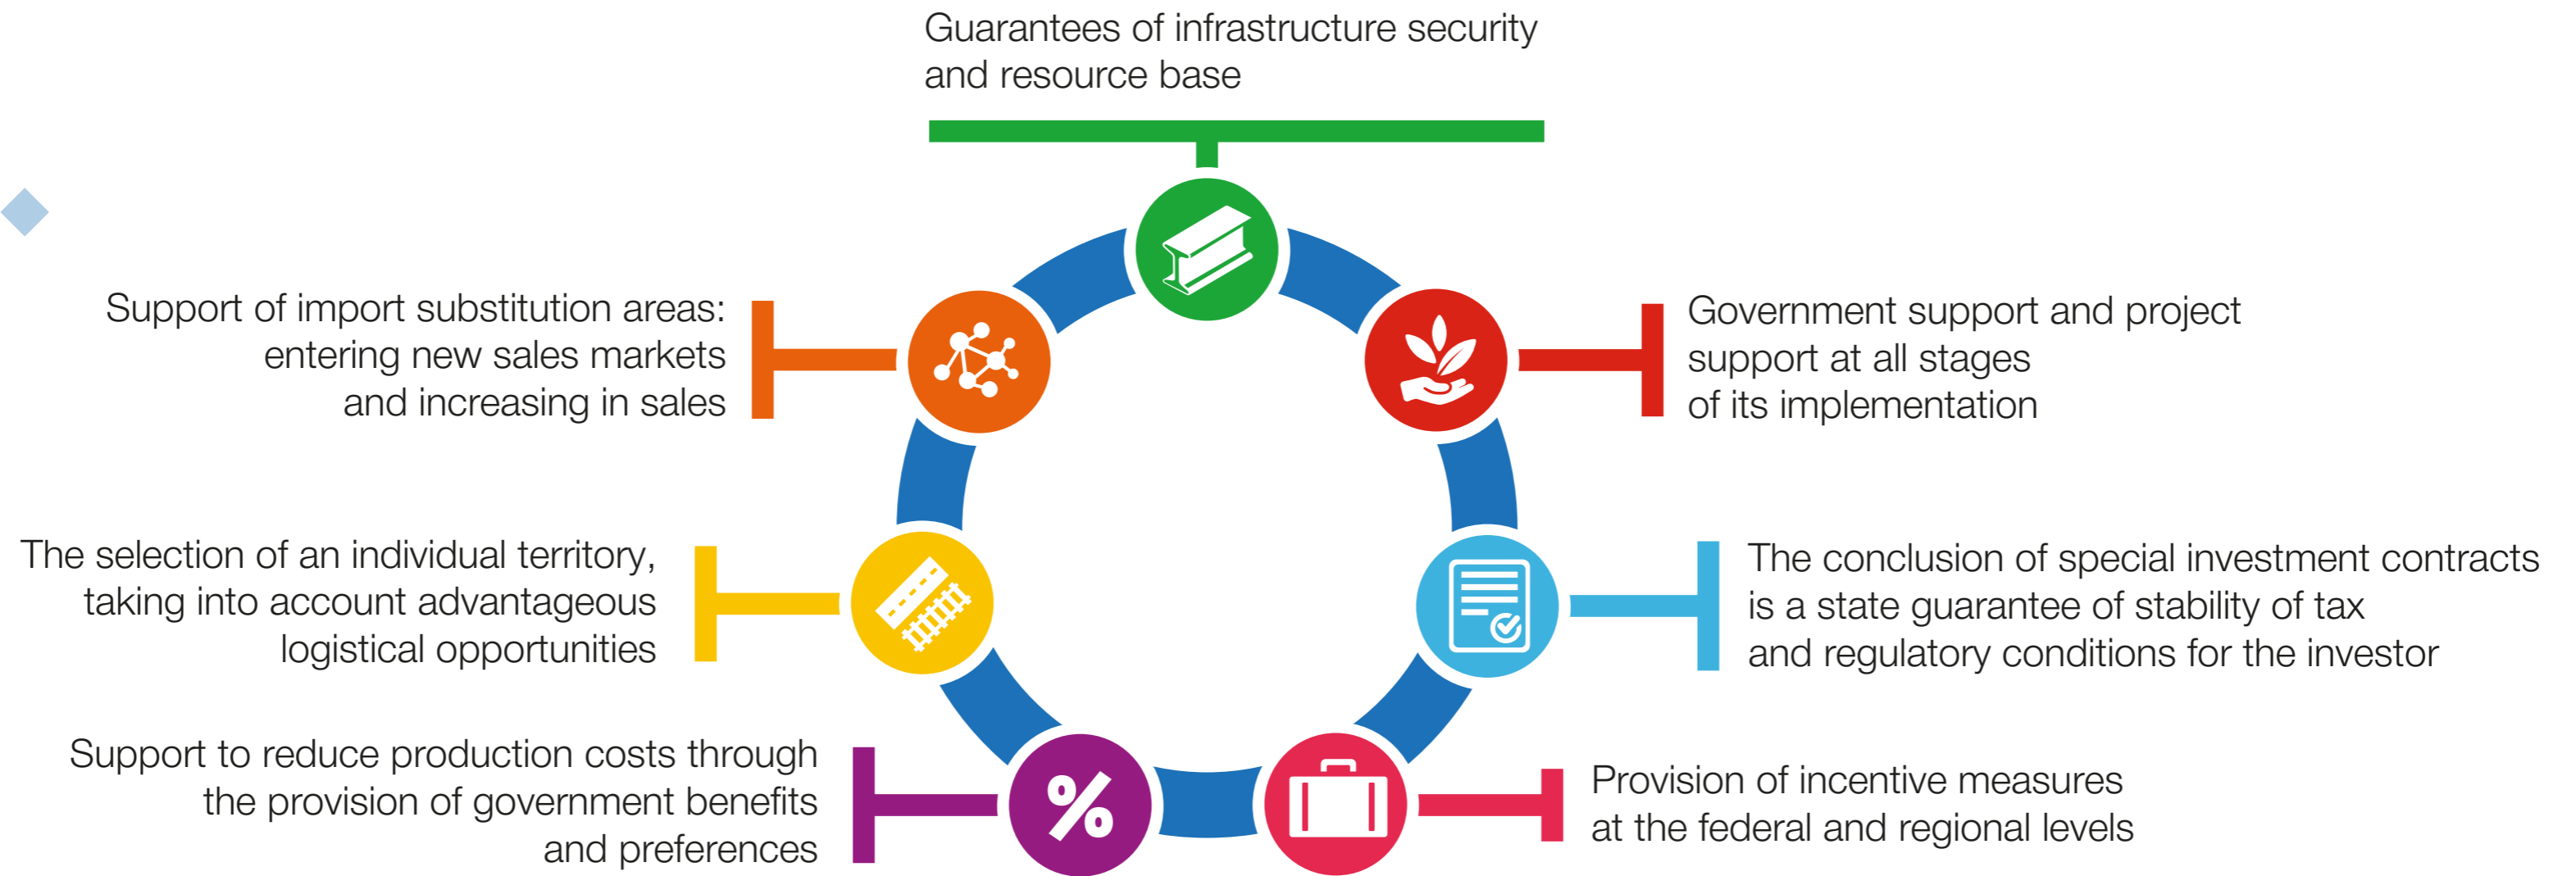 Guarantees of infrastructure security
and resource base
Support of import substitution areas:
entering new sales markets
and increasing in sales
Government support and project
support at all stages
of its implementation
The selection of an individual territory,
taking into account advantageous
logistical opportunities
The conclusion of special investment contracts
is a state guarantee of stability of tax
and regulatory conditions for the investor
Support to reduce production costs through
the provision of government benefits
and preferences
%
Provision of incentive measures
at the federal and regional levels